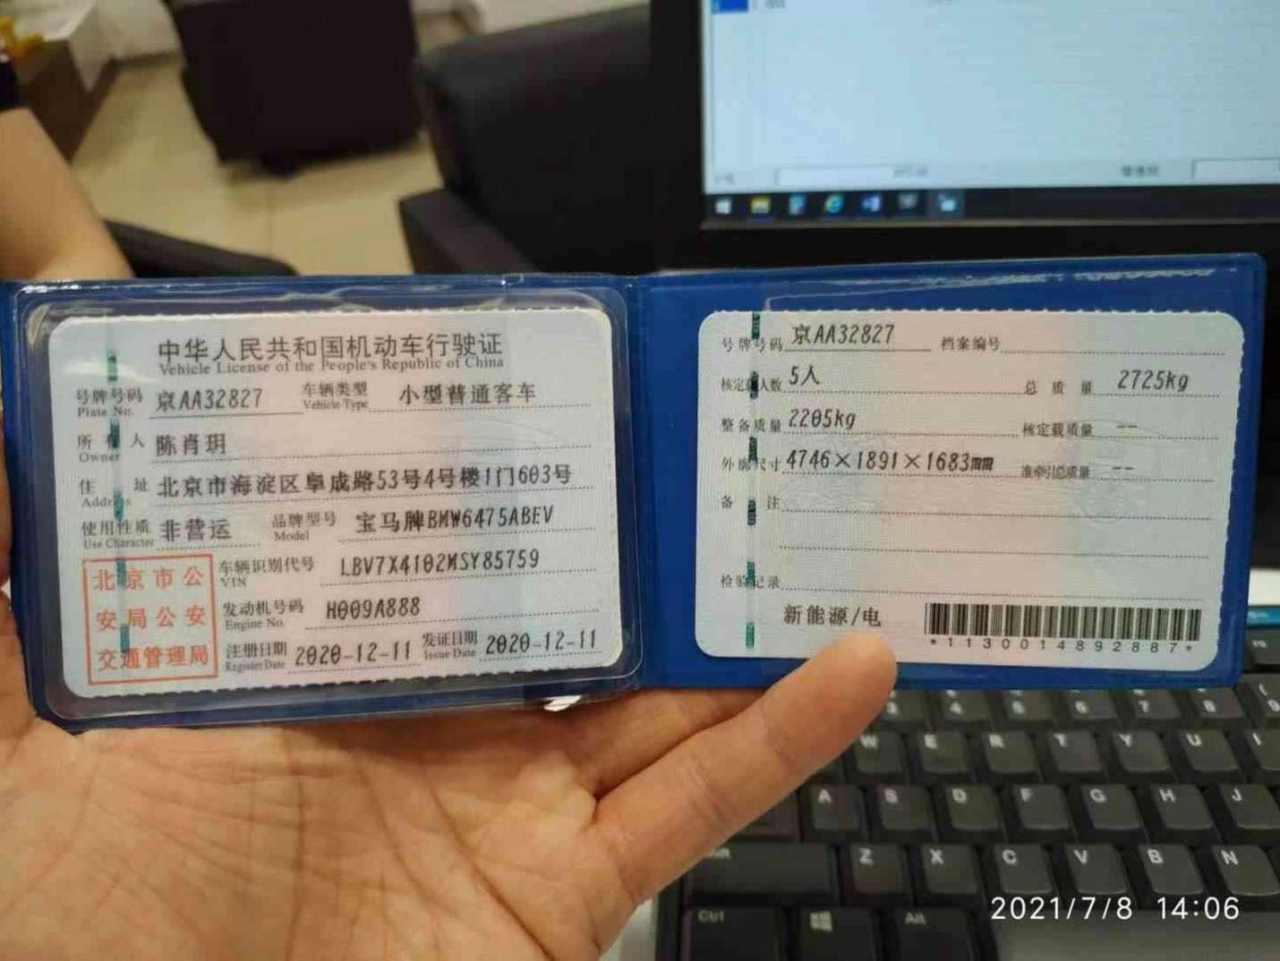 中华人民共和国机动车行驶证
Vehicle License of the People's Republic of China
号牌号码 京AA32827 车辆类型 小型普通客车
Plate No. Vehicle Type
所有人 陈肖玥
Owner
住址 北京市海淀区阜成路53号4号楼1门603号
Address
使用性质 非营运 品牌型号 宝马牌BMW6475ABEV
Use Character Model
北京市公
安局公安
交通管理局
车辆识别代号 LBV7X4102MSY85759
VIN
发动机号码 H009A888
Engine No.
注册日期 2020-12-11 发证日期 2020-12-11
Register Date Issue Date
号牌号码 京AA32827 档案编号
核定人数 5人 总质量 2725kg
整备质量 2205kg 核定载质量 --
外廓尺寸 4746×1891×1683mm 准牵引总质量 --
备注
检验记录
新能源/电
*1130014892887*
3 4 5 6 7 8
W E R T Y U I
A S D F G H J
Z X C V B N
Ctrl Alt
2021/7/8 14:06